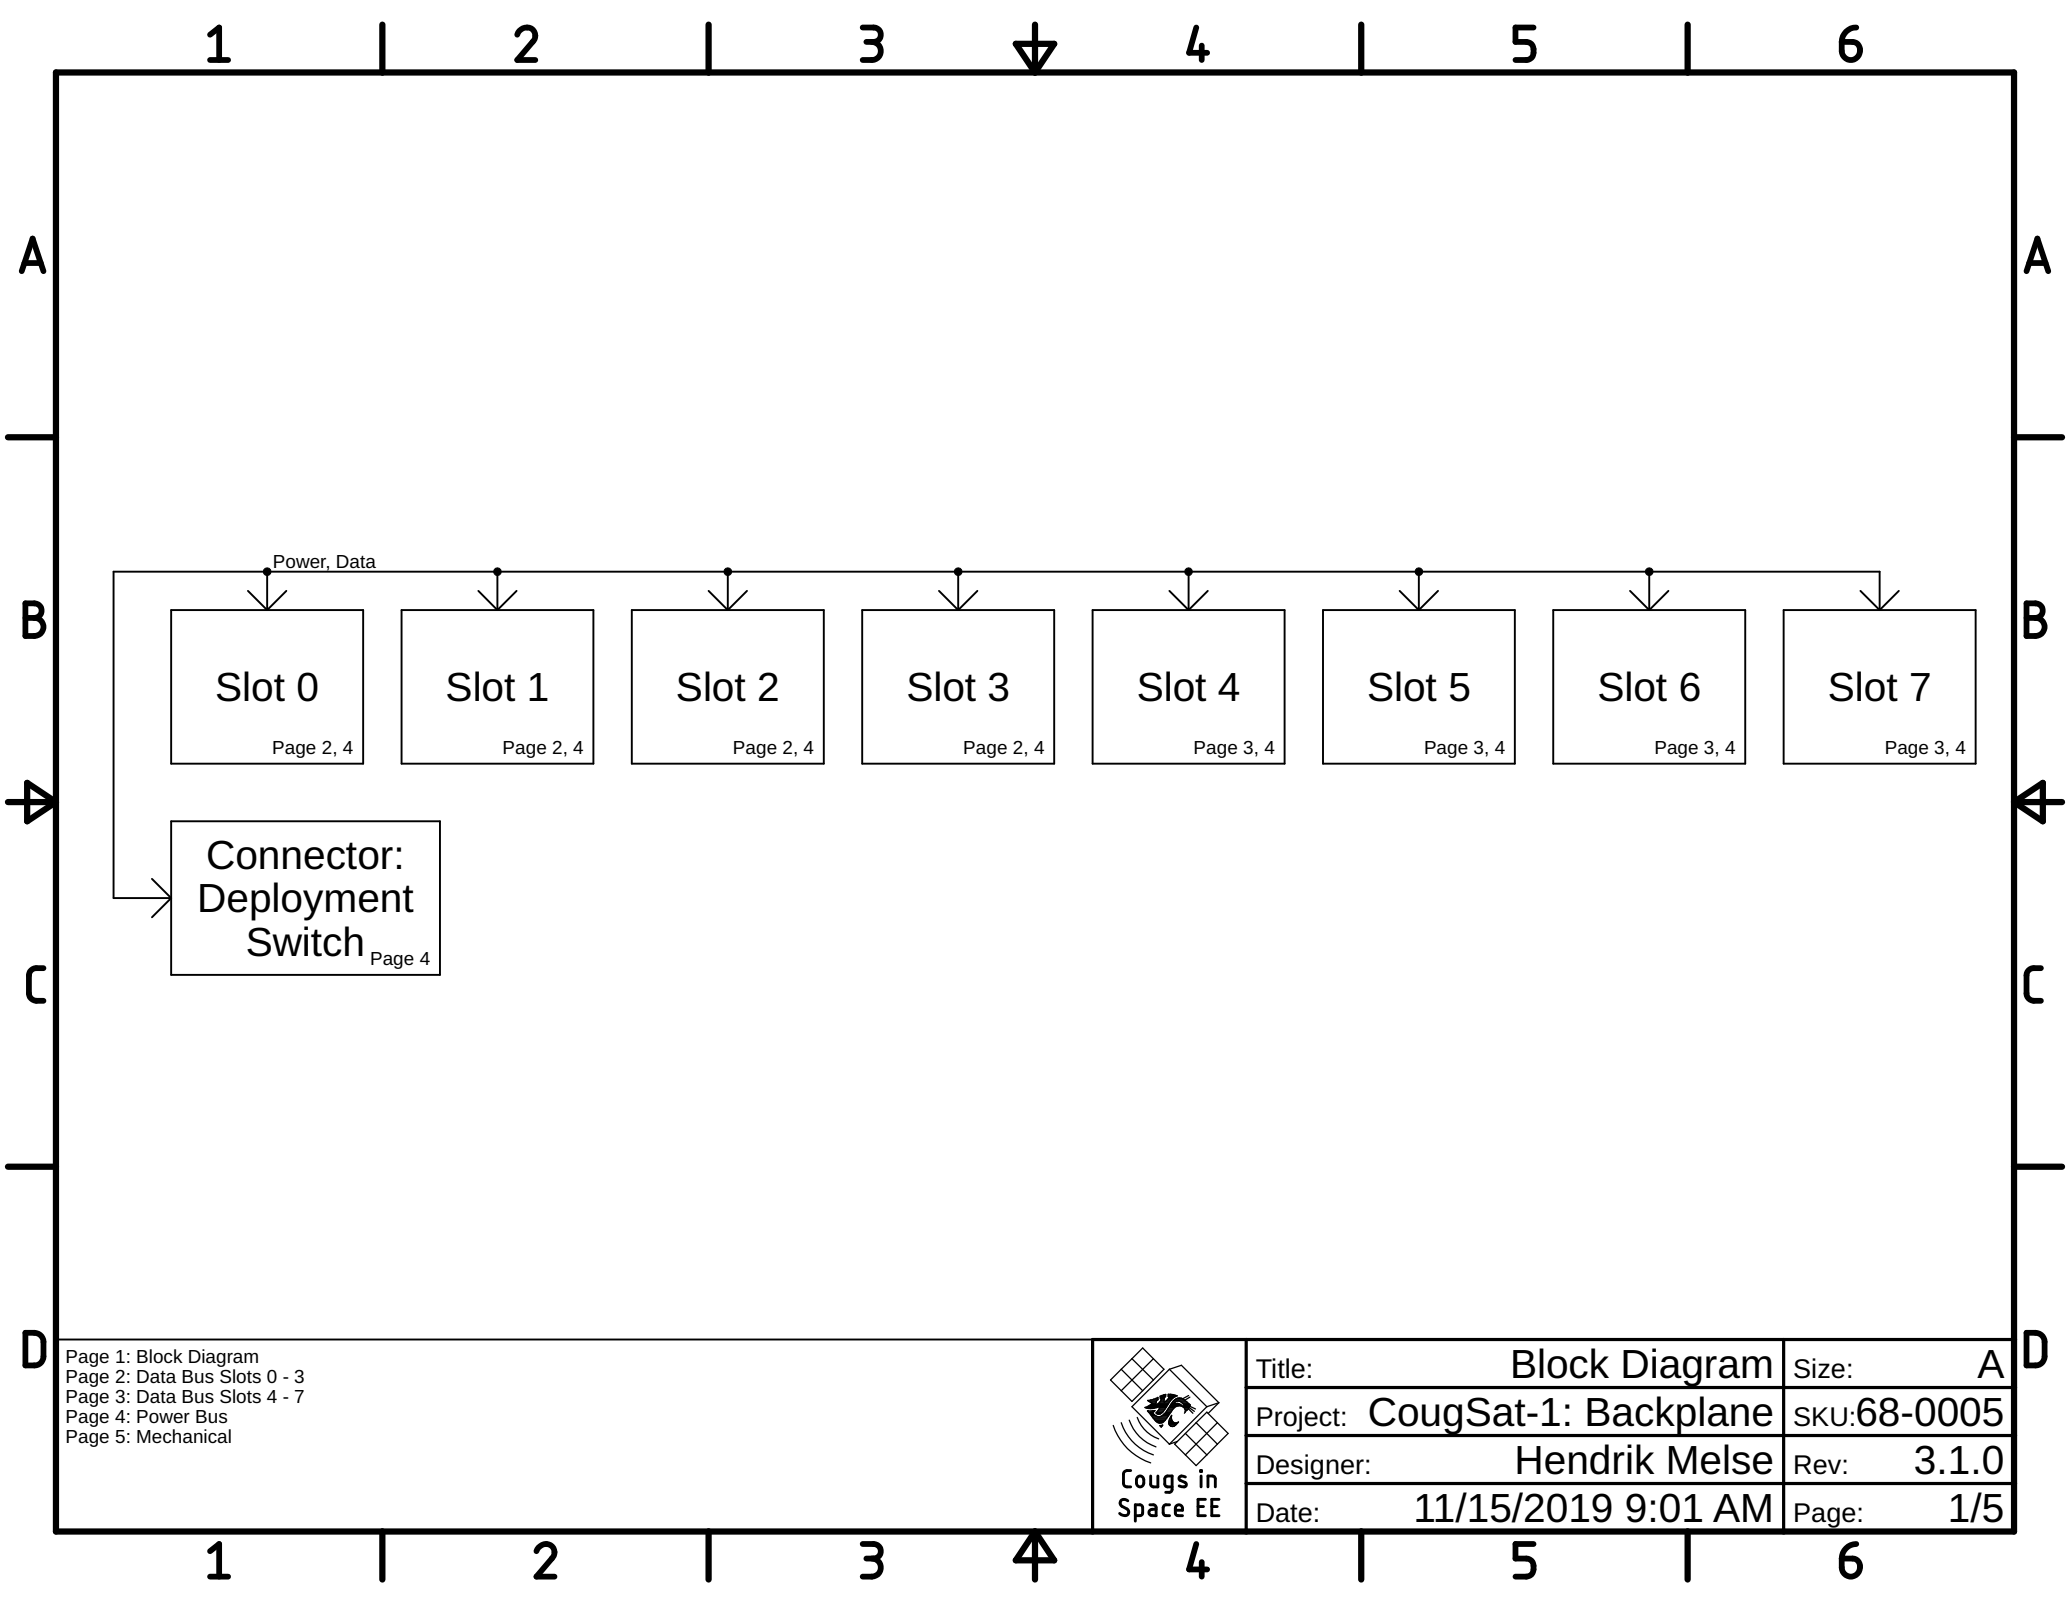 1 2 3 4 5 6
A A
Power, Data
B B
Slot 0 Slot 1 Slot 2 Slot 3 Slot 4 Slot 5 Slot 6 Slot 7
Page 2, 4 Page 2, 4 Page 2, 4 Page 2, 4 Page 3, 4 Page 3, 4 Page 3, 4 Page 3, 4
Connector:
Deployment
Switch Page 4
C C
D D
Page 1: Block Diagram
Page 2: Data Bus Slots 0 - 3
Page 3: Data Bus Slots 4 - 7
Page 4: Power Bus
Page 5: Mechanical
Cougs in
Space EE
Title: Block Diagram Size: A
Project: CougSat-1: Backplane SKU:68-0005
Designer: Hendrik Melse Rev: 3.1.0
Date: 11/15/2019 9:01 AM Page: 1/5
1 2 3 4 5 6